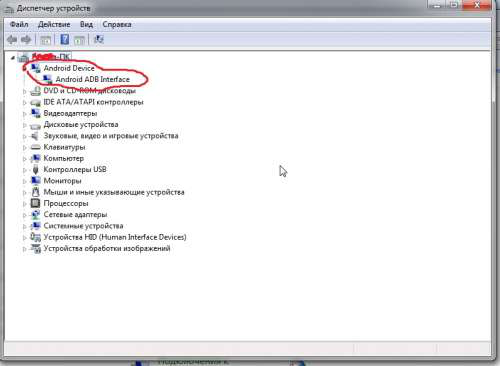 Диспетчер устройств
Файл Действие Вид Справка
-ПК
Android Device
Android ADB Interface
DVD и CD-ROM дисководы
IDE ATA/ATAPI контроллеры
Видеоадаптеры
Дисковые устройства
Звуковые, видео и игровые устройства
Клавиатуры
Компьютер
Контроллеры USB
Мониторы
Мыши и иные указывающие устройства
Процессоры
Сетевые адаптеры
Системные устройства
Устройства HID (Human Interface Devices)
Устройства обработки изображений
Подключения к